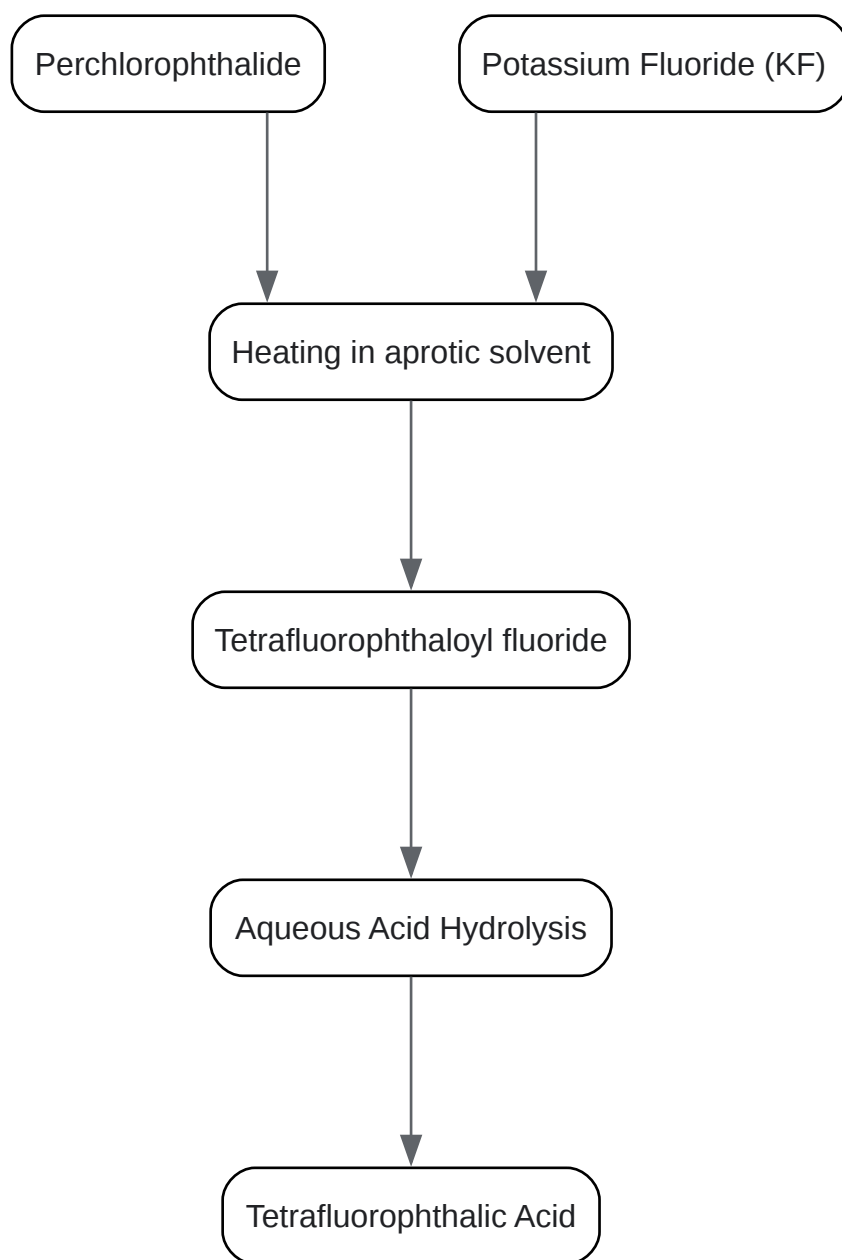 Perchlorophthalide
Potassium Fluoride (KF)
Heating in aprotic solvent
Tetrafluorophthaloyl fluoride
Aqueous Acid Hydrolysis
Tetrafluorophthalic Acid